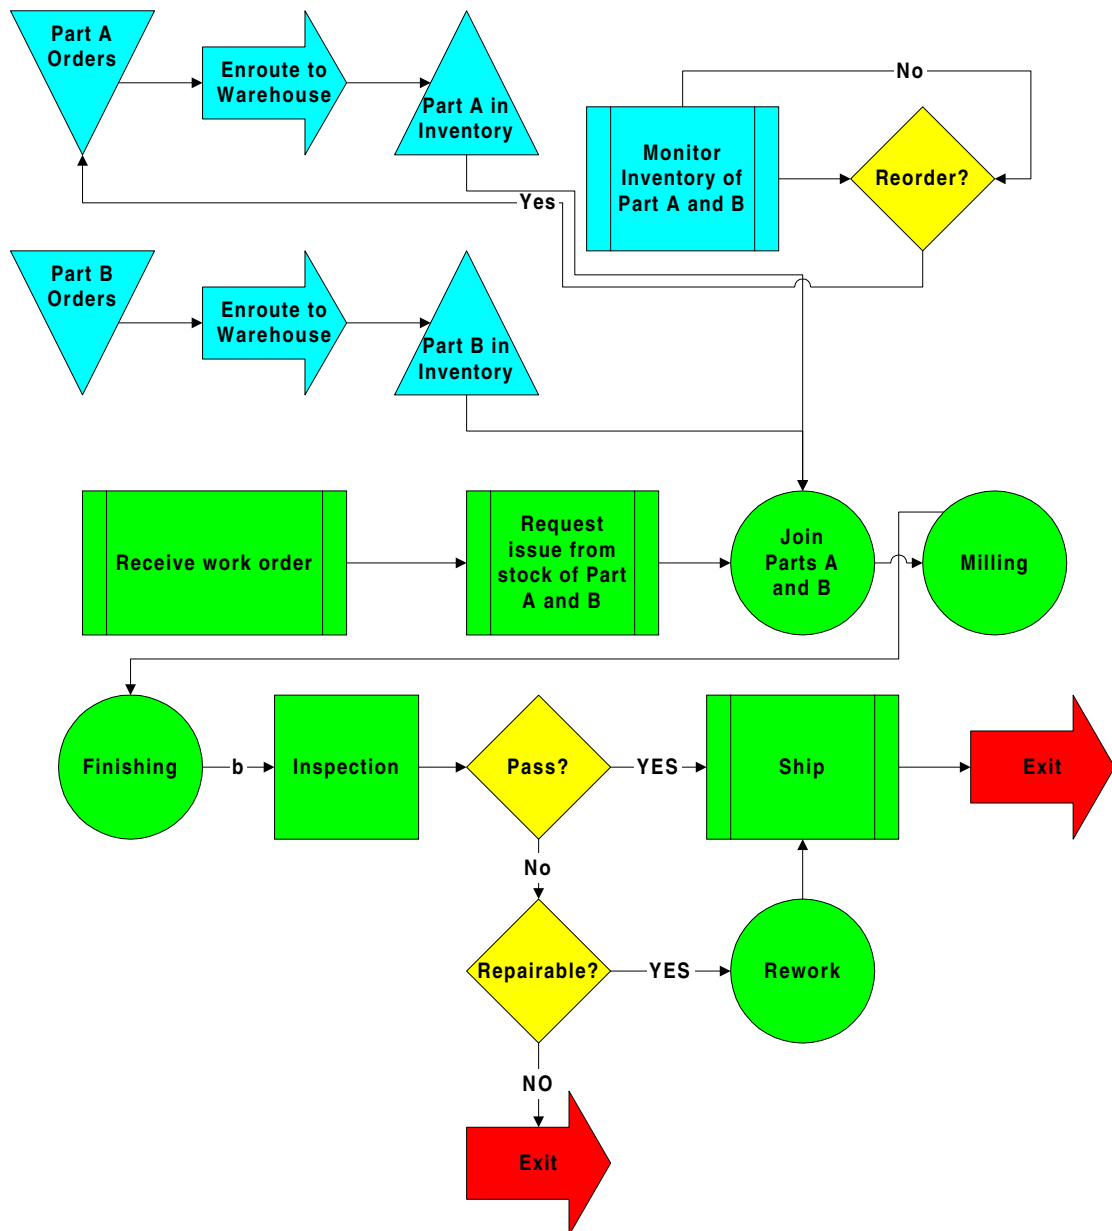 Part A
Orders
Enroute to
Warehouse
Part A in
Inventory
No
Monitor
Inventory of
Part A and B
Reorder?
Yes
Part B
Orders
Enroute to
Warehouse
Part B in
Inventory
Receive work order
Request
issue from
stock of Part
A and B
Join
Parts A
and B
Milling
Finishing
b
Inspection
Pass?
YES
Ship
Exit
No
Repairable?
YES
Rework
NO
Exit